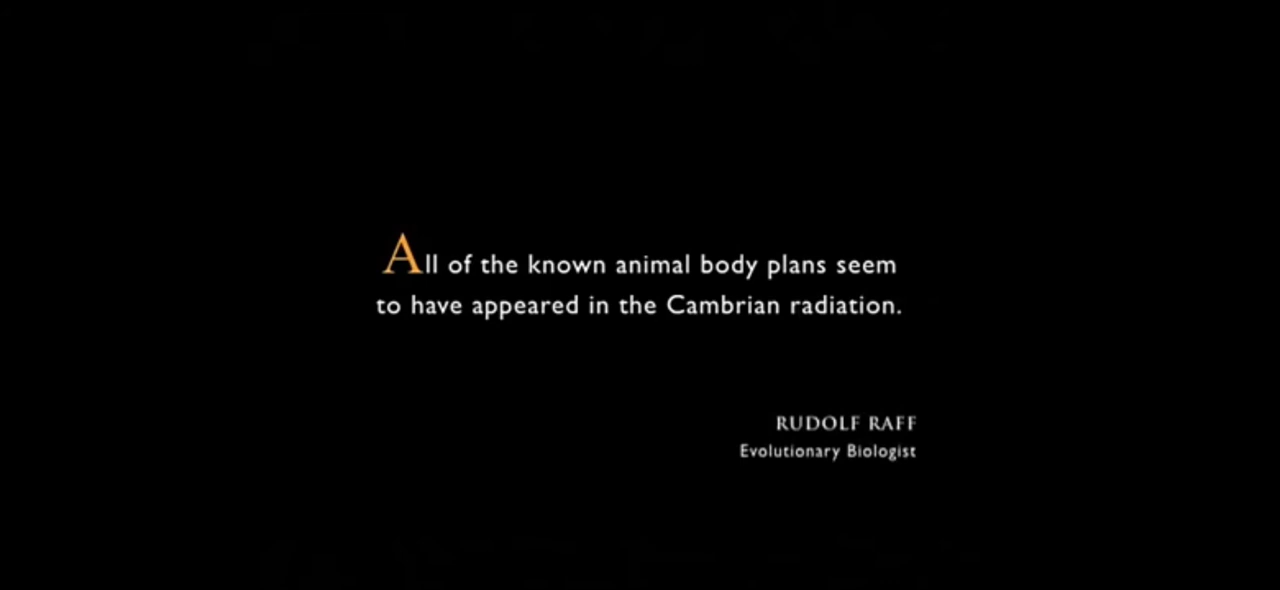 All of the known animal body plans seem
to have appeared in the Cambrian radiation.
RUDOLF RAFF
Evolutionary Biologist